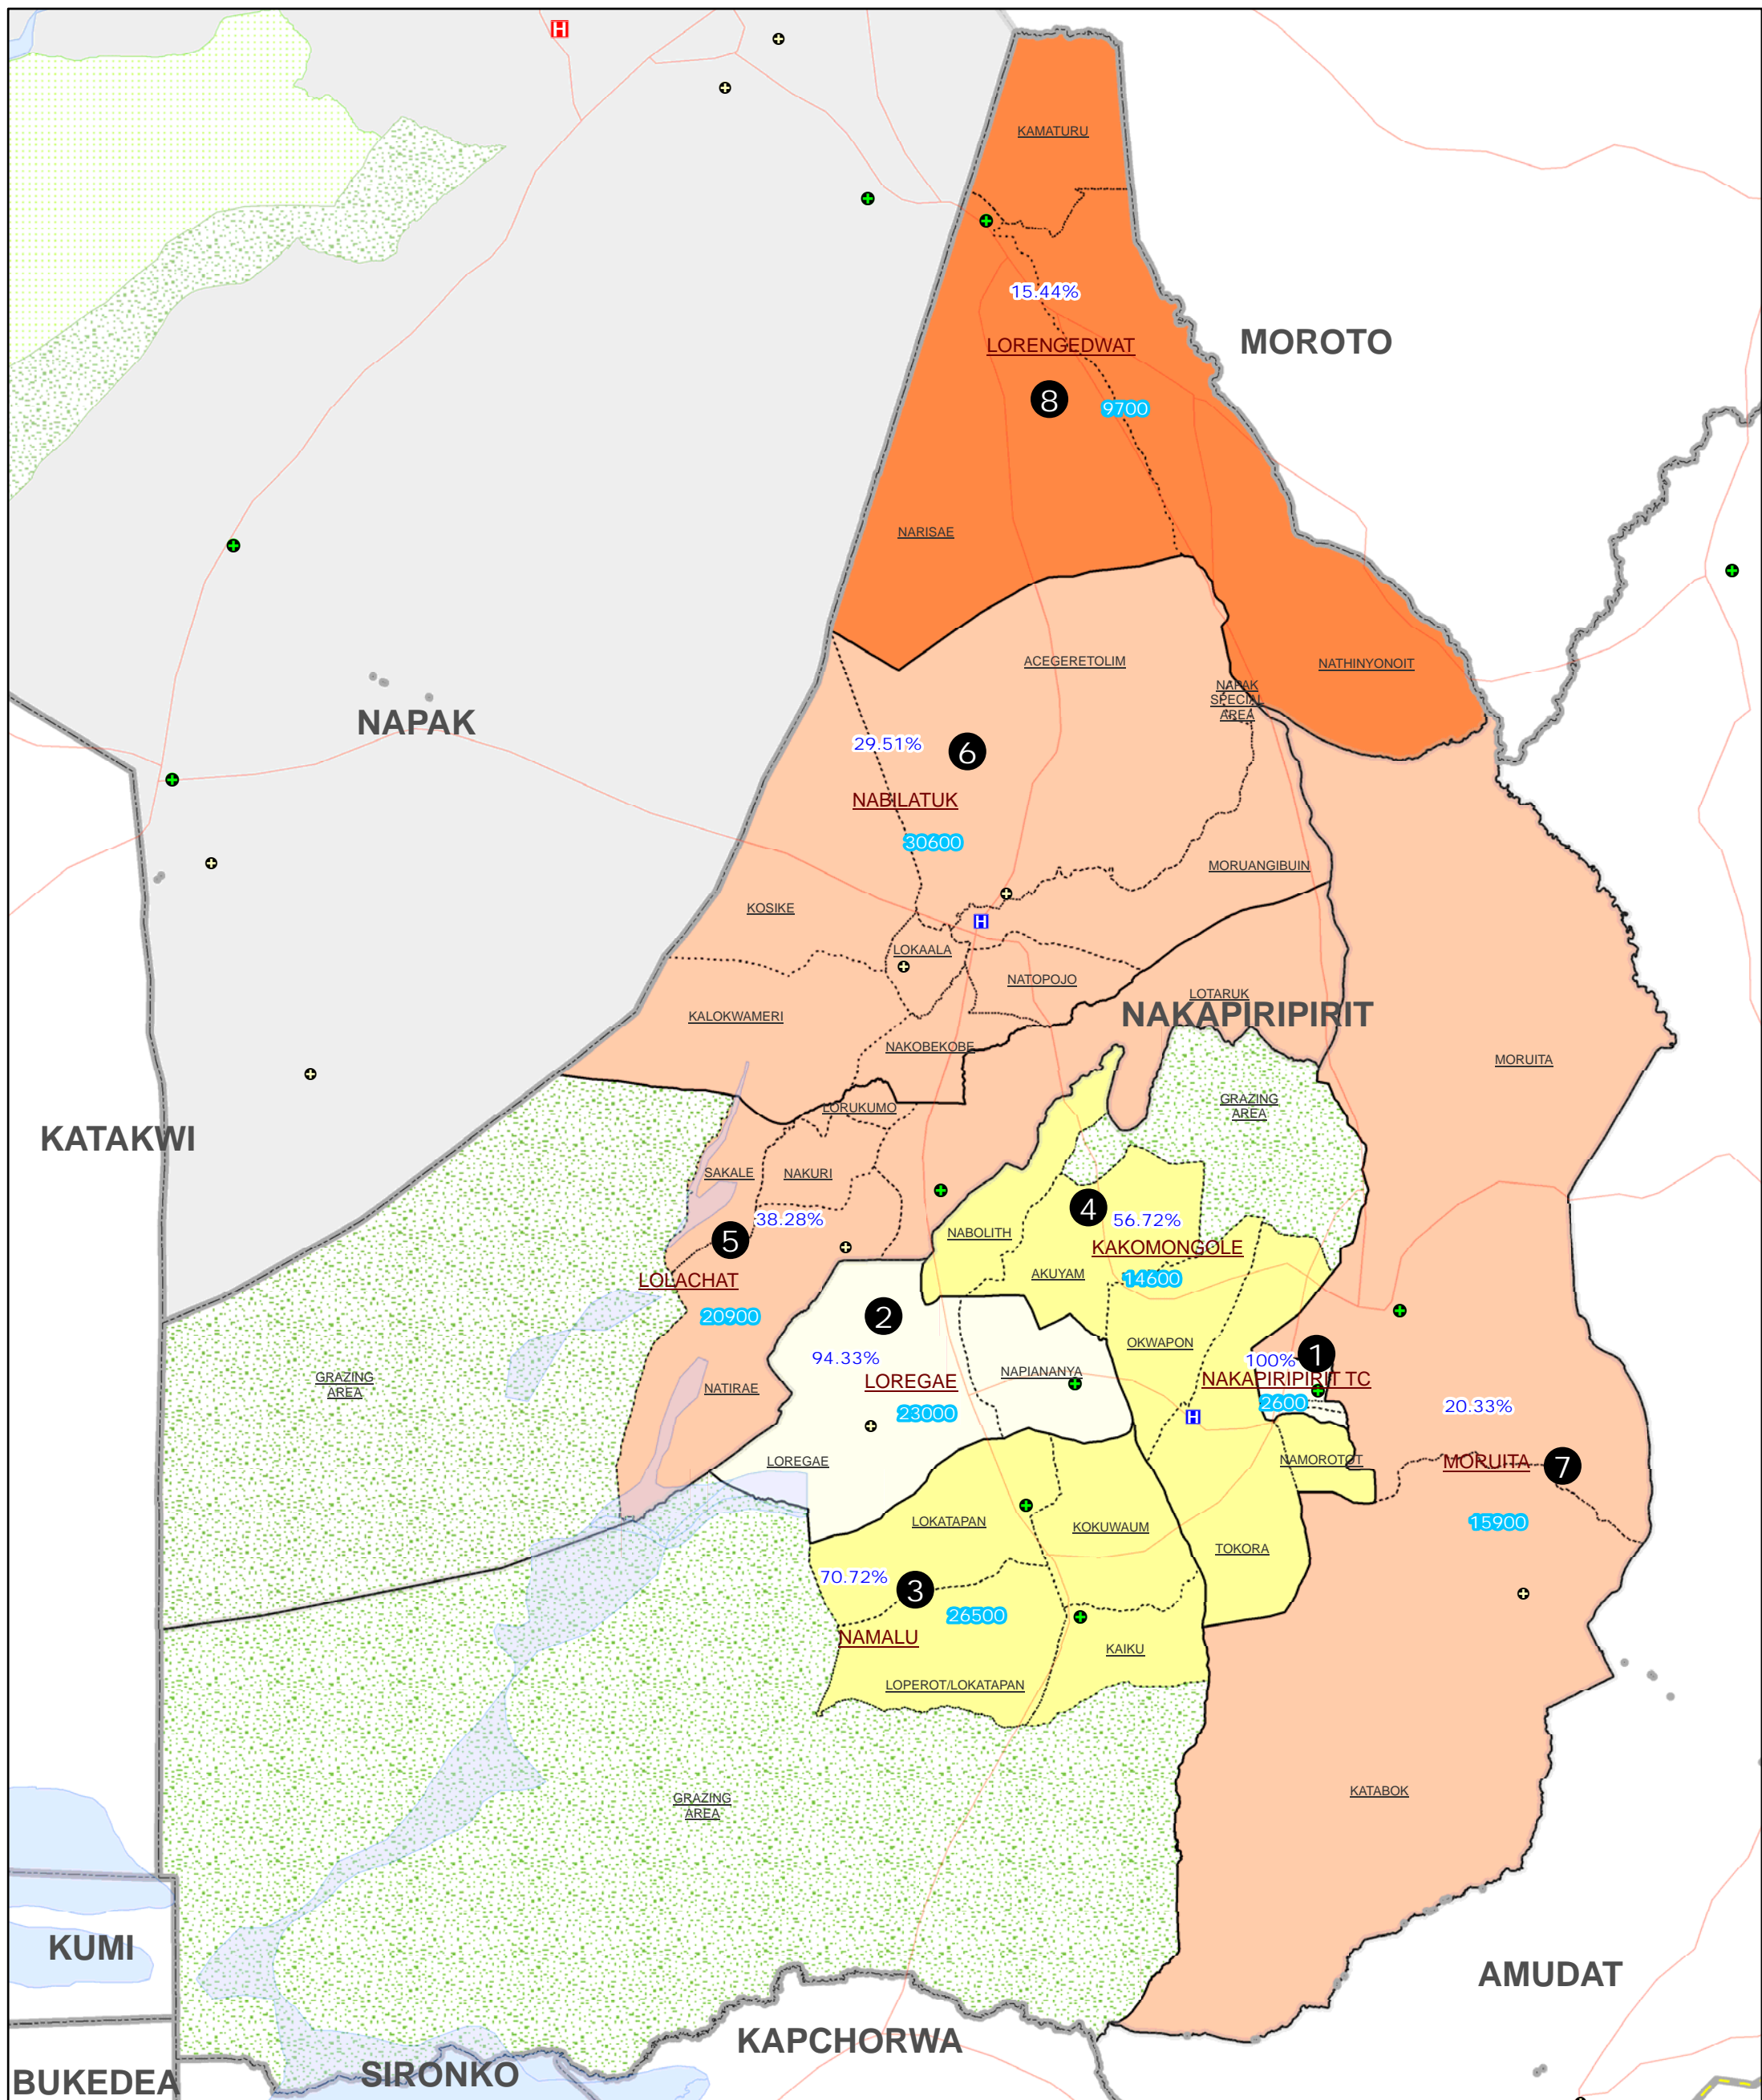 H
KAMATURU
15.44%
LORENGEDWAT
MOROTO
8
9700
NARISAE
ACEGERETOLIM
NATHINYONOIT
NAPAK
SPECIAL
AREA
NAPAK
29.51%
6
NABILATUK
30600
MORUANGIBUIN
KOSIKE
H
LOKAALA
NATOPOJO
LOTARUK
KALOKWAMERI
NAKAPIRIPIRIT
NAKOBEKOBE
MORUITA
GRAZING
AREA
LORUKUMO
KATAKWI
SAKALE
NAKURI
4
56.72%
38.28%
5
NABOLITH
KAKOMONGOLE
AKUYAM
14600
LOLACHAT
20900
2
OKWAPON
1
94.33%
100%
NAPIANANYA
GRAZING
AREA
LOREGAE
NAKAPIRIPIRIT TC
NATIRAE
2600
20.33%
23000
H
LOREGAE
NAMOROTOT
MORUITA
7
LOKATAPAN
KOKUWAUM
15900
TOKORA
70.72%
3
26500
NAMALU
KAIKU
LOPEROT/LOKATAPAN
KATABOK
GRAZING
AREA
KUMI
AMUDAT
KAPCHORWA
SIRONKO
BUKEDEA